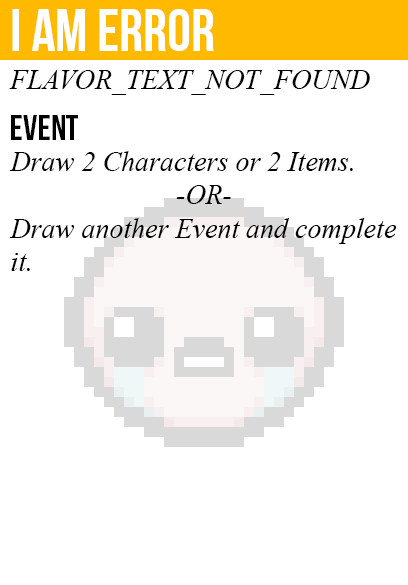 I AM ERROR
FLAVOR_TEXT_NOT_FOUND
EVENT
Draw 2 Characters or 2 Items.
-OR-
Draw another Event and complete
it.